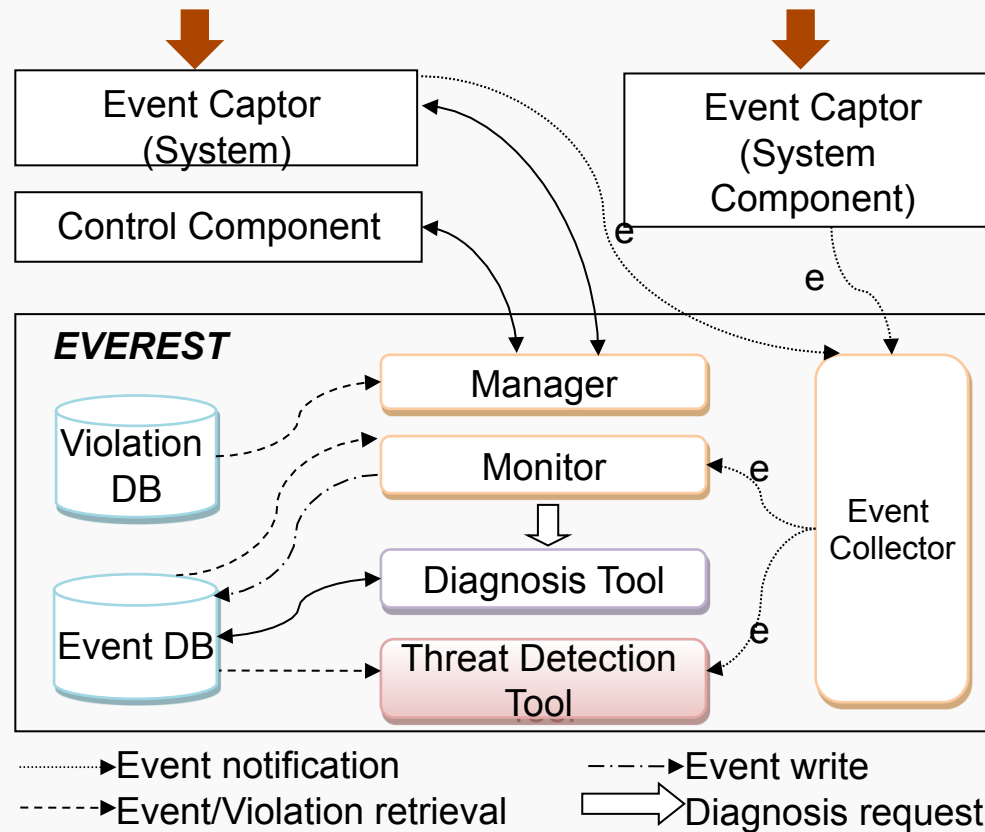 Event Captor
(System)
Event Captor
(System
Component)
Control Component
e
e
EVEREST
Manager
Violation
DB
Monitor
e
Event
Collector
Diagnosis Tool
Event DB
e
Threat Detection
Tool
Event notification
Event write
Event/Violation retrieval
Diagnosis request